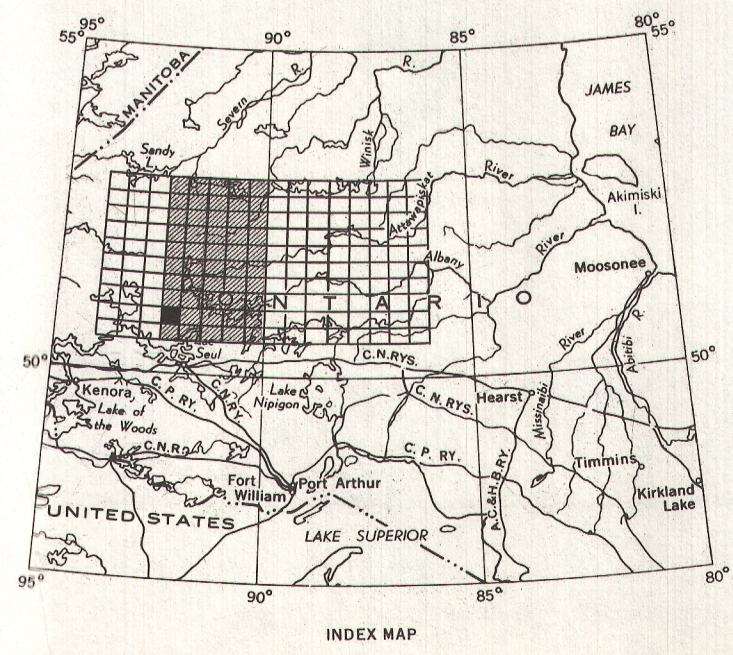 95°
90°
85°
80°
55°
55°
MANITOBA
Severn
R.
R.
JAMES
BAY
Sandy
L.
Winisk
River
Attawapiskat
Akimiski
I.
River
Albany
Moosonee
ONTARIO
Seul
C.N.RYS.
River
Abitibi
R.
50°
50°
Kenora
C.P. RY.
C.N.RY.
Lake
Nipigon
C.N. RYS.
Hearst
Missinaibi
Lake of
the Woods
C.N.R.
C. P. RY.
A.C.&H.B.RY.
Timmins
Fort
William
Port Arthur
Kirkland
Lake
UNITED STATES
LAKE SUPERIOR
95°
90°
85°
80°
INDEX MAP